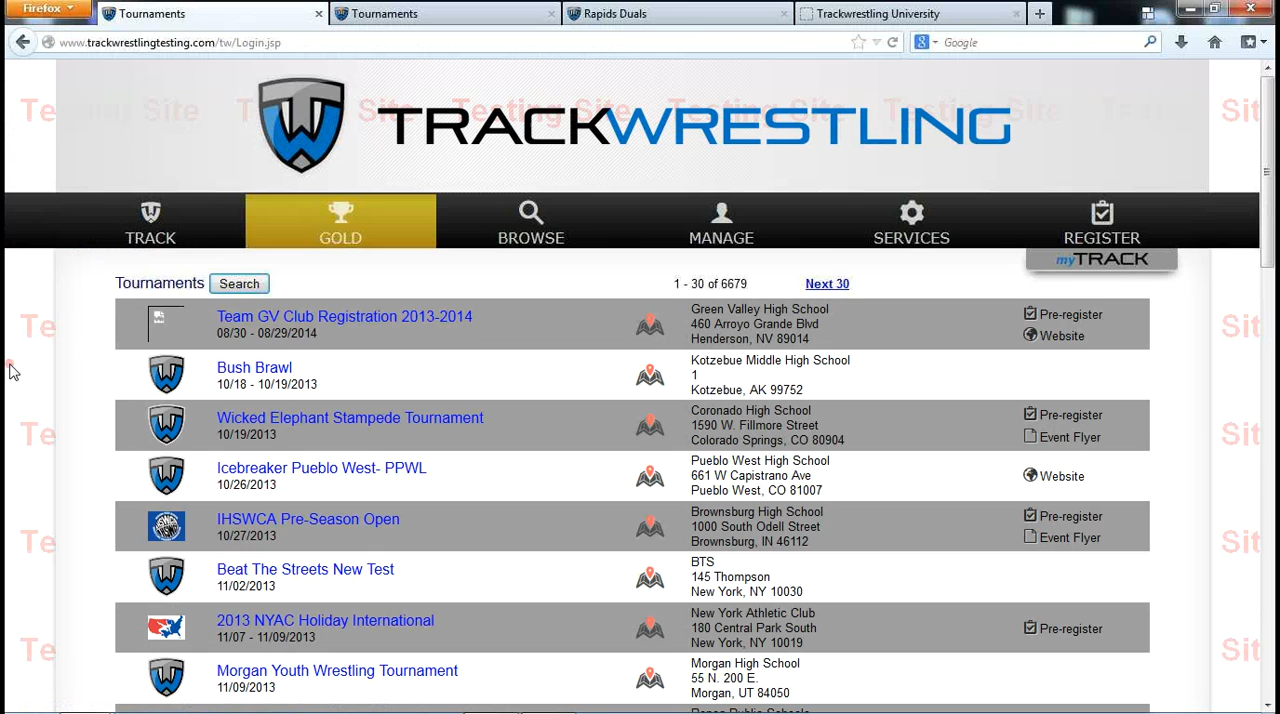 Firefox
Tournaments
Tournaments
Rapids Duals
Trackwrestling University
www.trackwrestlingtesting.com/tw/Login.jsp
Google
Testing Site
TRACKWRESTLING
TRACK
GOLD
BROWSE
MANAGE
SERVICES
REGISTER
myTRACK
Tournaments
Search
1 - 30 of 6679
Next 30
Team GV Club Registration 2013-2014
08/30 - 08/29/2014
Green Valley High School
460 Arroyo Grande Blvd
Henderson, NV 89014
Pre-register
Website
Bush Brawl
10/18 - 10/19/2013
Kotzebue Middle High School
1
Kotzebue, AK 99752
Wicked Elephant Stampede Tournament
10/19/2013
Coronado High School
1590 W. Fillmore Street
Colorado Springs, CO 80904
Pre-register
Event Flyer
Icebreaker Pueblo West- PPWL
10/26/2013
Pueblo West High School
661 W Capistrano Ave
Pueblo West, CO 81007
Website
IHSWCA Pre-Season Open
10/27/2013
Brownsburg High School
1000 South Odell Street
Brownsburg, IN 46112
Pre-register
Event Flyer
Beat The Streets New Test
11/02/2013
BTS
145 Thompson
New York, NY 10030
2013 NYAC Holiday International
11/07 - 11/09/2013
New York Athletic Club
180 Central Park South
New York, NY 10019
Pre-register
Morgan Youth Wrestling Tournament
11/09/2013
Morgan High School
55 N. 200 E.
Morgan, UT 84050